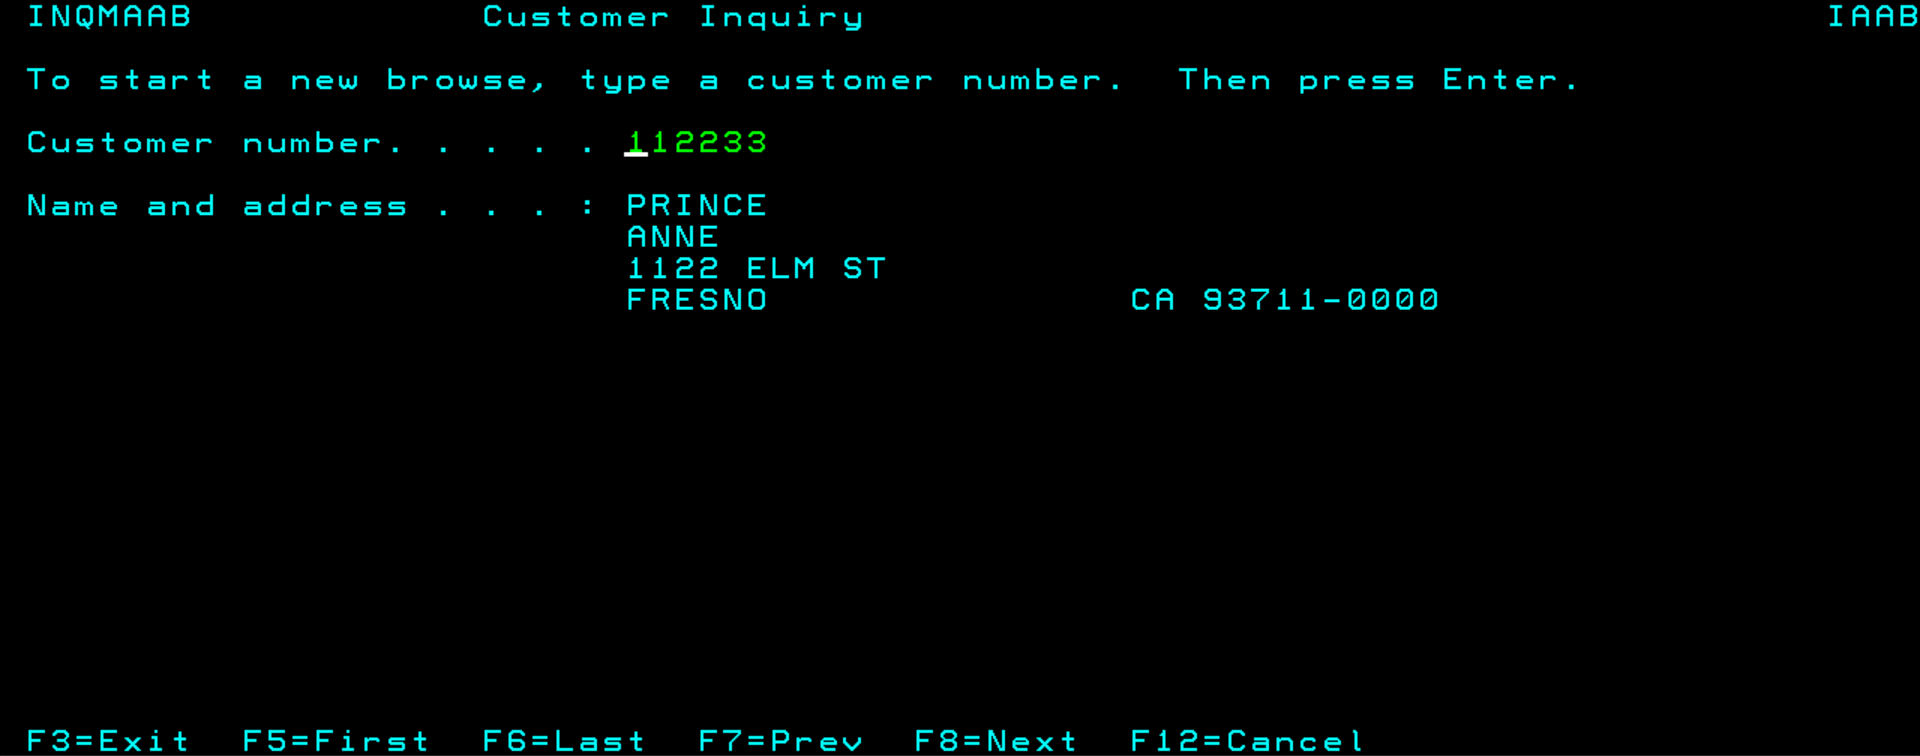 INQMAAB Customer Inquiry IAAB
To start a new browse, type a customer number. Then press Enter.
Customer number. . . . . 112233
Name and address . . . : PRINCE
ANNE
1122 ELM ST
FRESNO CA 93711-0000
F3=Exit F5=First F6=Last F7=Prev F8=Next F12=Cancel